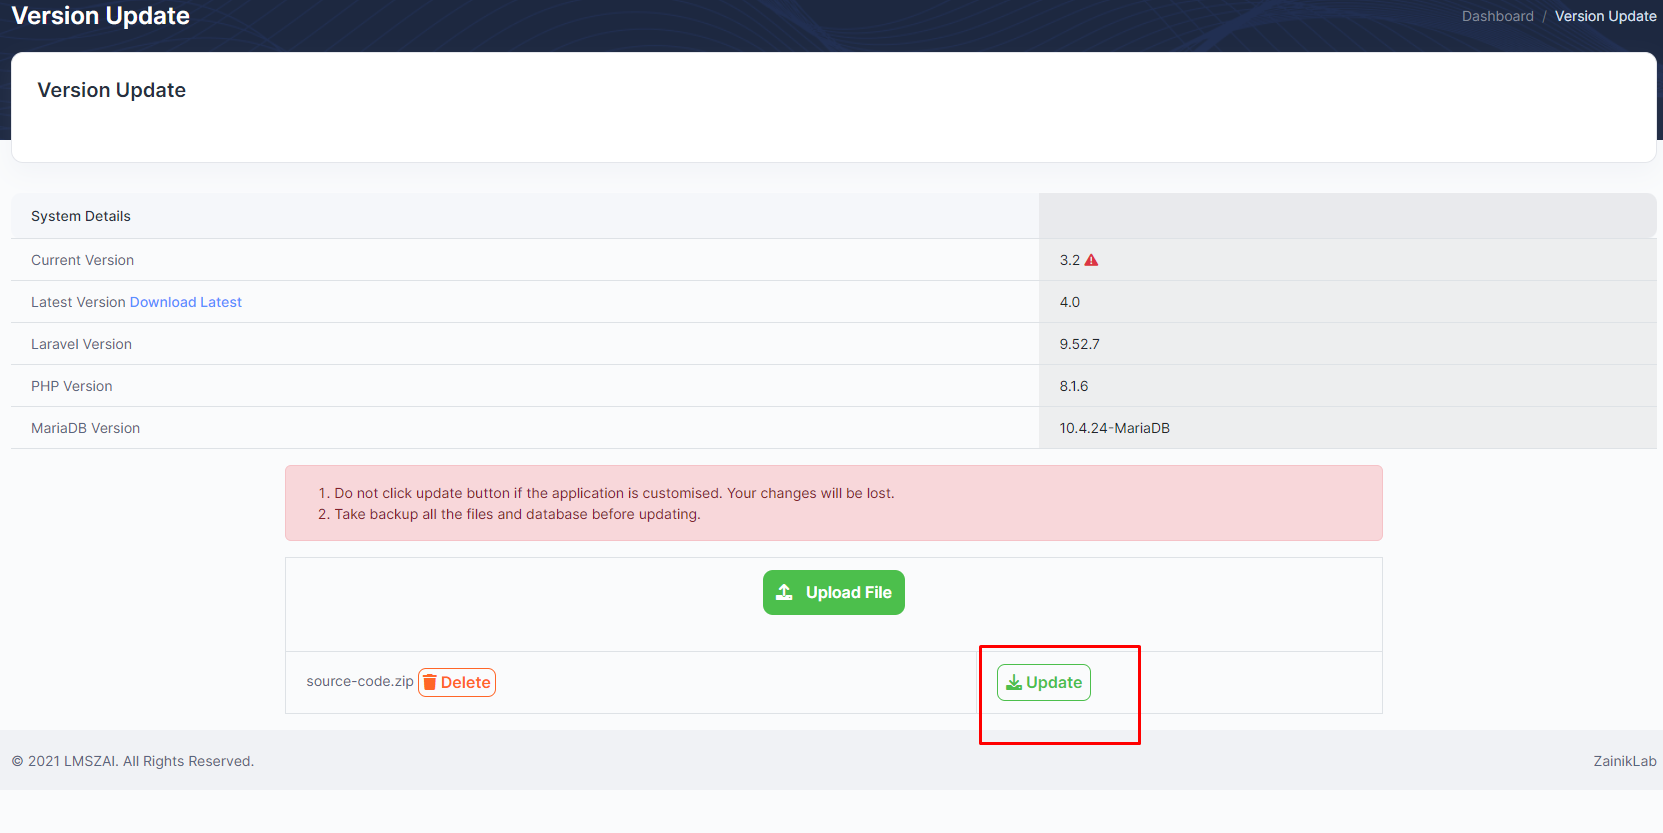 Version Update
Dashboard / Version Update
Version Update
System Details
Current Version 3.2
Latest Version Download Latest 4.0
Laravel Version 9.52.7
PHP Version 8.1.6
MariaDB Version 10.4.24-MariaDB
1. Do not click update button if the application is customised. Your changes will be lost.
2. Take backup all the files and database before updating.
Upload File
source-code.zip Delete Update
© 2021 LMSZAI. All Rights Reserved. ZainikLab